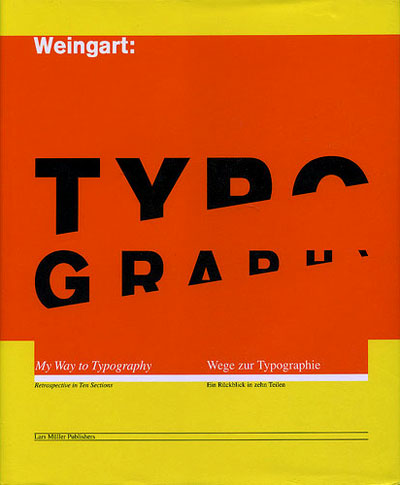 Weingart:
TYPO
GRAPHY
My Way to Typography
Wege zur Typographie
Retrospective in Ten Sections
Ein Rückblick in zehn Teilen
Lars Müller Publishers